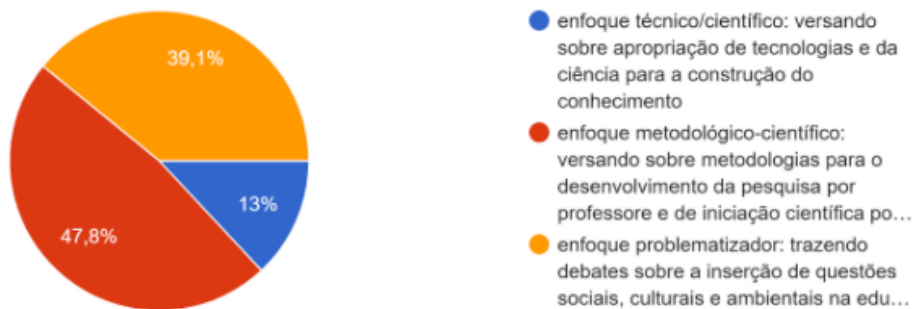 39,1%
13%
47,8%
enfoque técnico/científico: versando
sobre apropriação de tecnologias e da
ciência para a construção do
conhecimento
enfoque metodológico-científico:
versando sobre metodologias para o
desenvolvimento da pesquisa por
professore e de iniciação científica po…
enfoque problematizador: trazendo
debates sobre a inserção de questões
sociais, culturais e ambientais na edu…